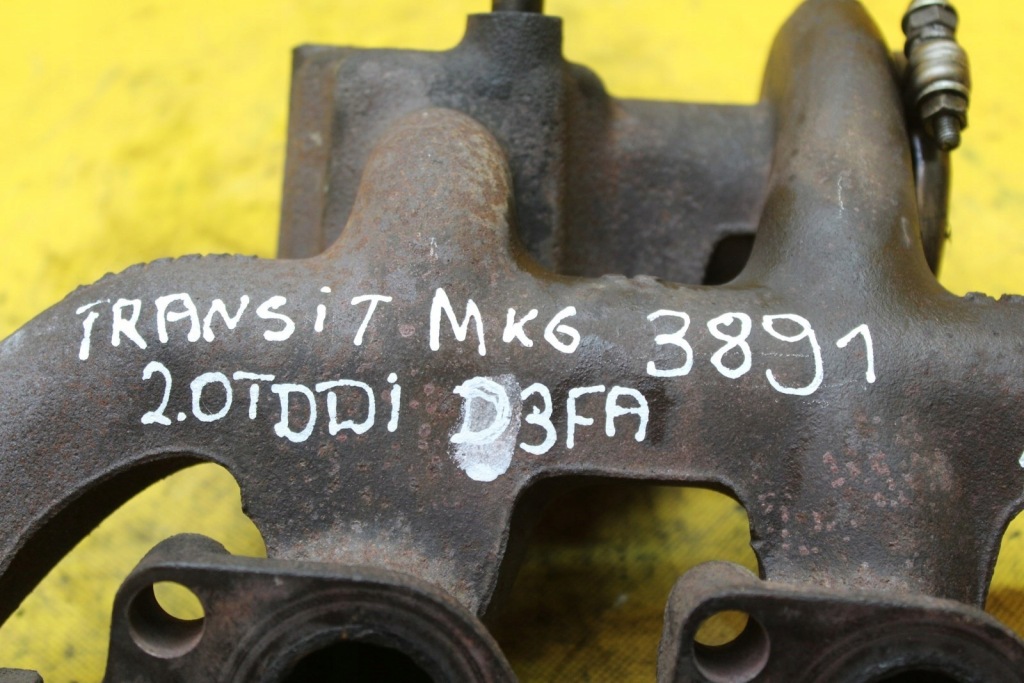 TRANSiT MK6 3891
2.0TDDi D3FA